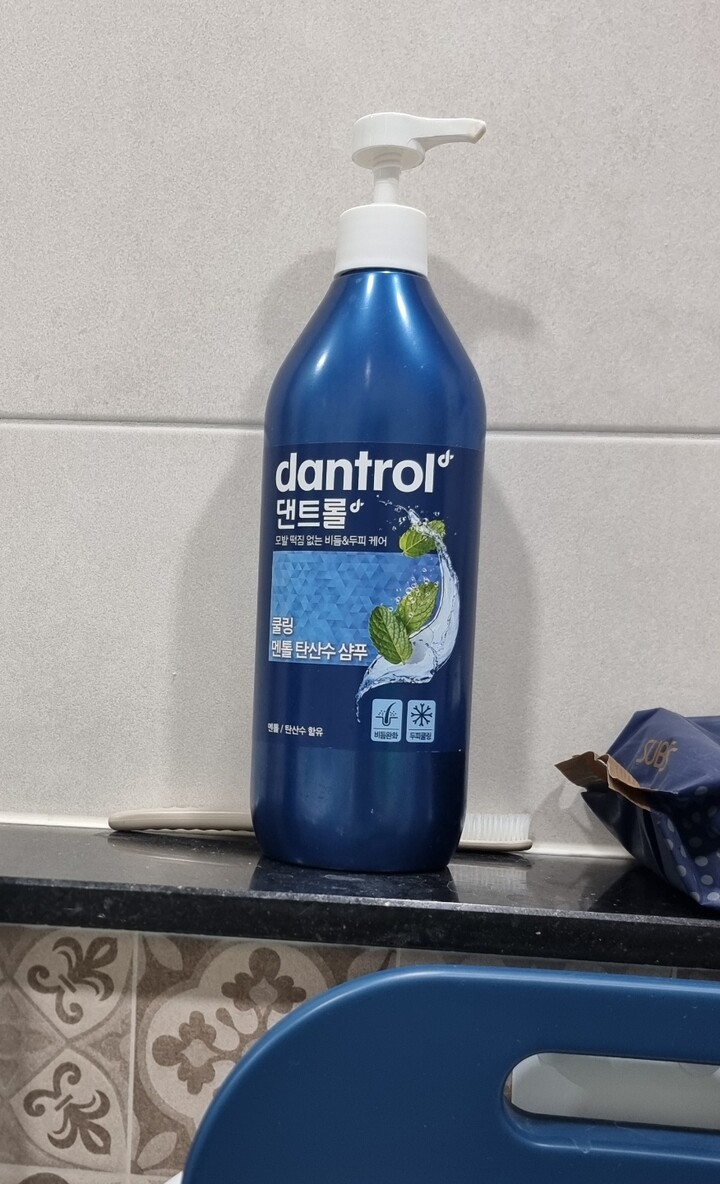 dantrol
댄트롤
모발 떡짐 없는 비듬&두피 케어
쿨링
멘톨 탄산수 샴푸
비듬완화
두피쿨링
멘톨 / 탄산수 함유